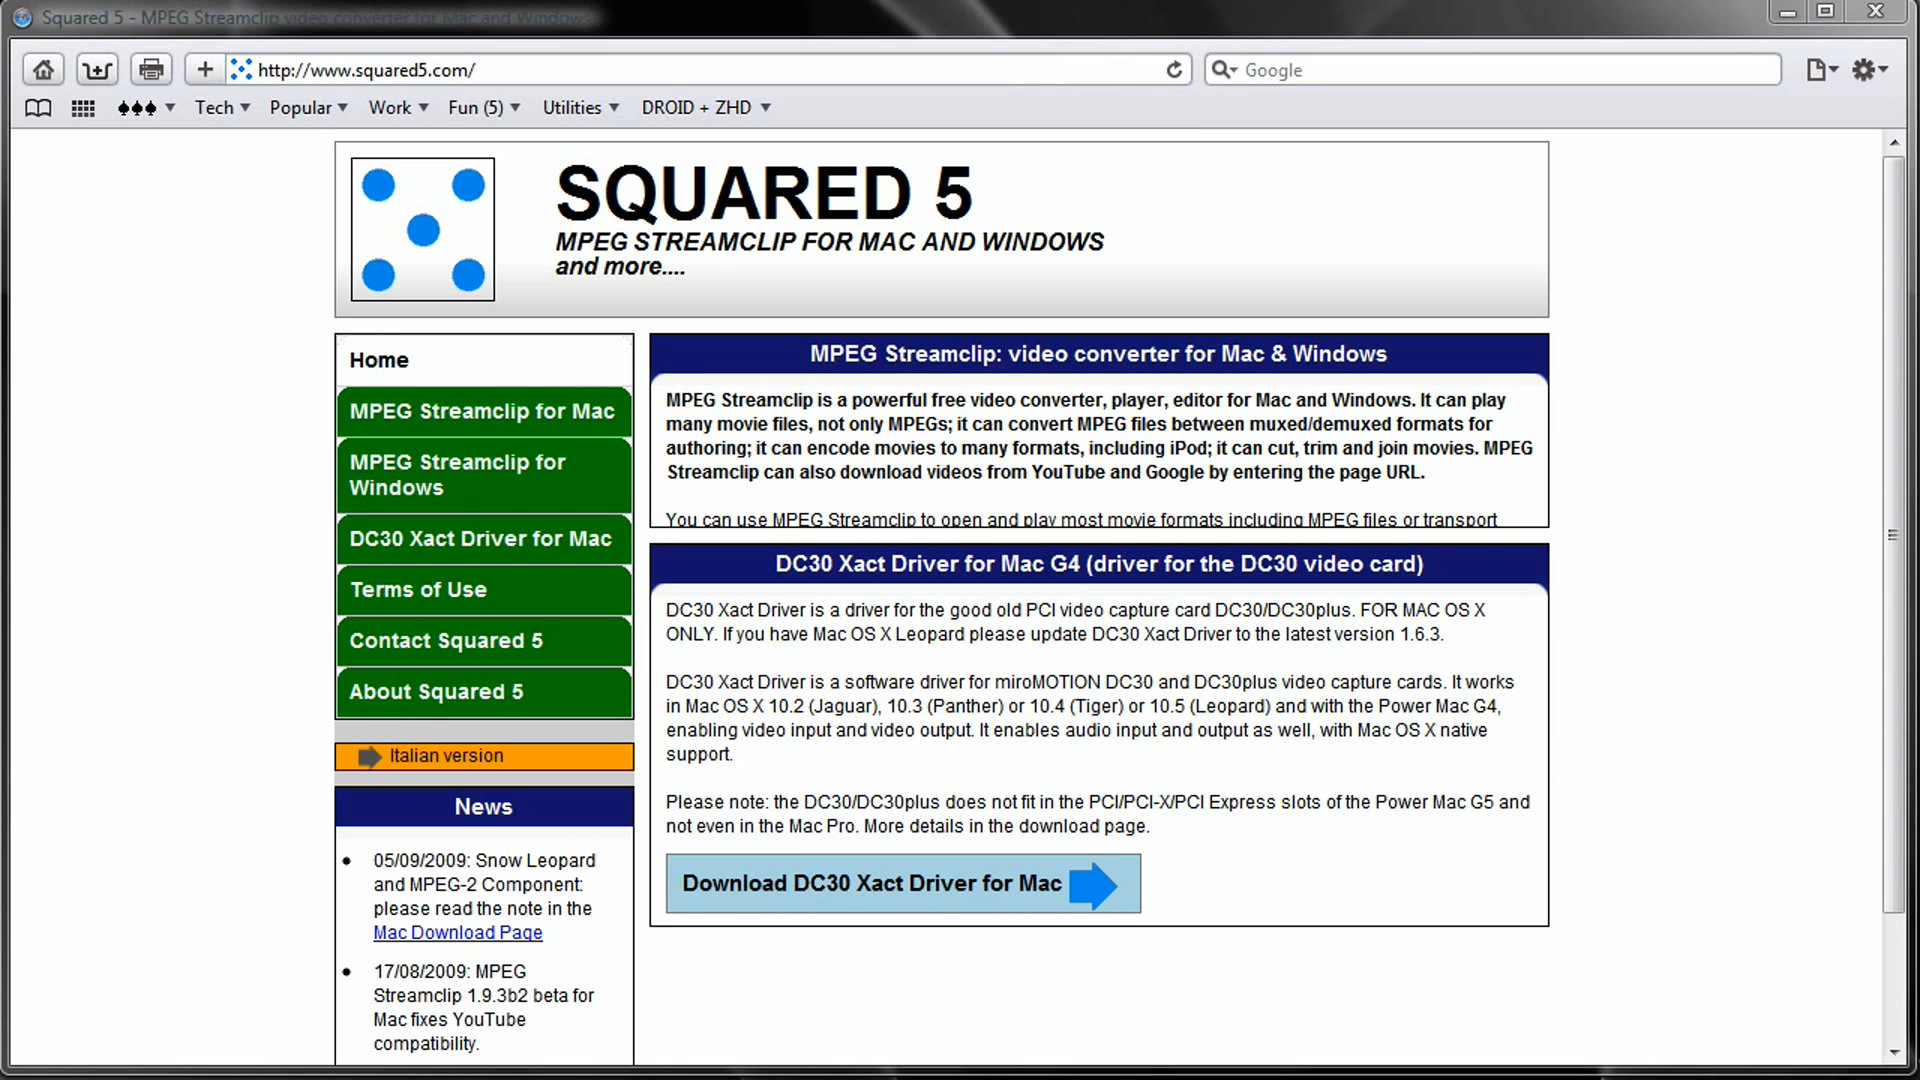 Squared 5 - MPEG Streamclip video converter for Mac and Windows
http://www.squared5.com/
Google
Tech
Popular
Work
Fun (5)
Utilities
DROID + ZHD
SQUARED 5
MPEG STREAMCLIP FOR MAC AND WINDOWS
and more....
Home
MPEG Streamclip for Mac
MPEG Streamclip for
Windows
DC30 Xact Driver for Mac
Terms of Use
Contact Squared 5
About Squared 5
Italian version
News
05/09/2009: Snow Leopard
and MPEG-2 Component:
please read the note in the
Mac Download Page
17/08/2009: MPEG
Streamclip 1.9.3b2 beta for
Mac fixes YouTube
compatibility.
MPEG Streamclip: video converter for Mac & Windows
MPEG Streamclip is a powerful free video converter, player, editor for Mac and Windows. It can play
many movie files, not only MPEGs; it can convert MPEG files between muxed/demuxed formats for
authoring; it can encode movies to many formats, including iPod; it can cut, trim and join movies. MPEG
Streamclip can also download videos from YouTube and Google by entering the page URL.
You can use MPEG Streamclip to open and play most movie formats including MPEG files or transport
DC30 Xact Driver for Mac G4 (driver for the DC30 video card)
DC30 Xact Driver is a driver for the good old PCI video capture card DC30/DC30plus. FOR MAC OS X
ONLY. If you have Mac OS X Leopard please update DC30 Xact Driver to the latest version 1.6.3.
DC30 Xact Driver is a software driver for miroMOTION DC30 and DC30plus video capture cards. It works
in Mac OS X 10.2 (Jaguar), 10.3 (Panther) or 10.4 (Tiger) or 10.5 (Leopard) and with the Power Mac G4,
enabling video input and video output. It enables audio input and output as well, with Mac OS X native
support.
Please note: the DC30/DC30plus does not fit in the PCI/PCI-X/PCI Express slots of the Power Mac G5 and
not even in the Mac Pro. More details in the download page.
Download DC30 Xact Driver for Mac